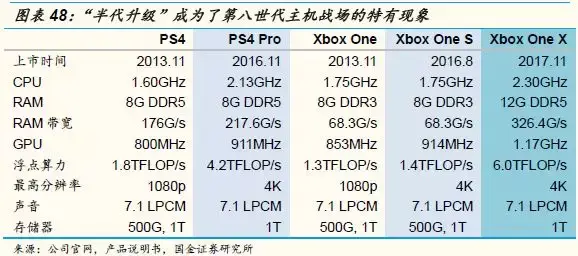 图表 48：“半代升级”成为了第八世代主机战场的特有现象
PS4 PS4 Pro Xbox One Xbox One S Xbox One X
上市时间 2013.11 2016.11 2013.11 2016.8 2017.11
CPU 1.60GHz 2.13GHz 1.75GHz 1.75GHz 2.30GHz
RAM 8G DDR5 8G DDR5 8G DDR3 8G DDR3 12G DDR5
RAM 带宽 176G/s 217.6G/s 68.3G/s 68.3G/s 326.4G/s
GPU 800MHz 911MHz 853MHz 914MHz 1.17GHz
浮点算力 1.8TFLOP/s 4.2TFLOP/s 1.3TFLOP/s 1.4TFLOP/s 6.0TFLOP/s
最高分辨率 1080p 4K 1080p 4K 4K
声音 7.1 LPCM 7.1 LPCM 7.1 LPCM 7.1 LPCM 7.1 LPCM
存储器 500G, 1T 1T 500G, 1T 500G, 1T 1T
来源：公司官网，产品说明书，国金证券研究所